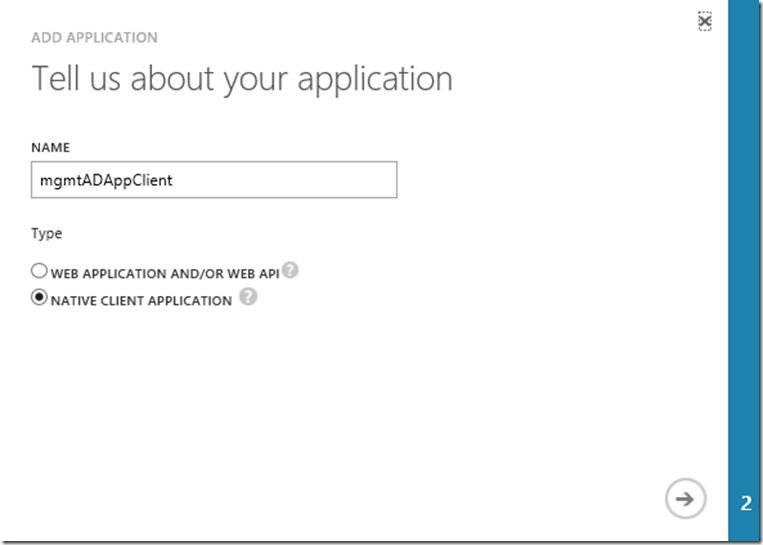 ADD APPLICATION
Tell us about your application
NAME
mgmtADAppClient
Type
WEB APPLICATION AND/OR WEB API ?
NATIVE CLIENT APPLICATION ?
2